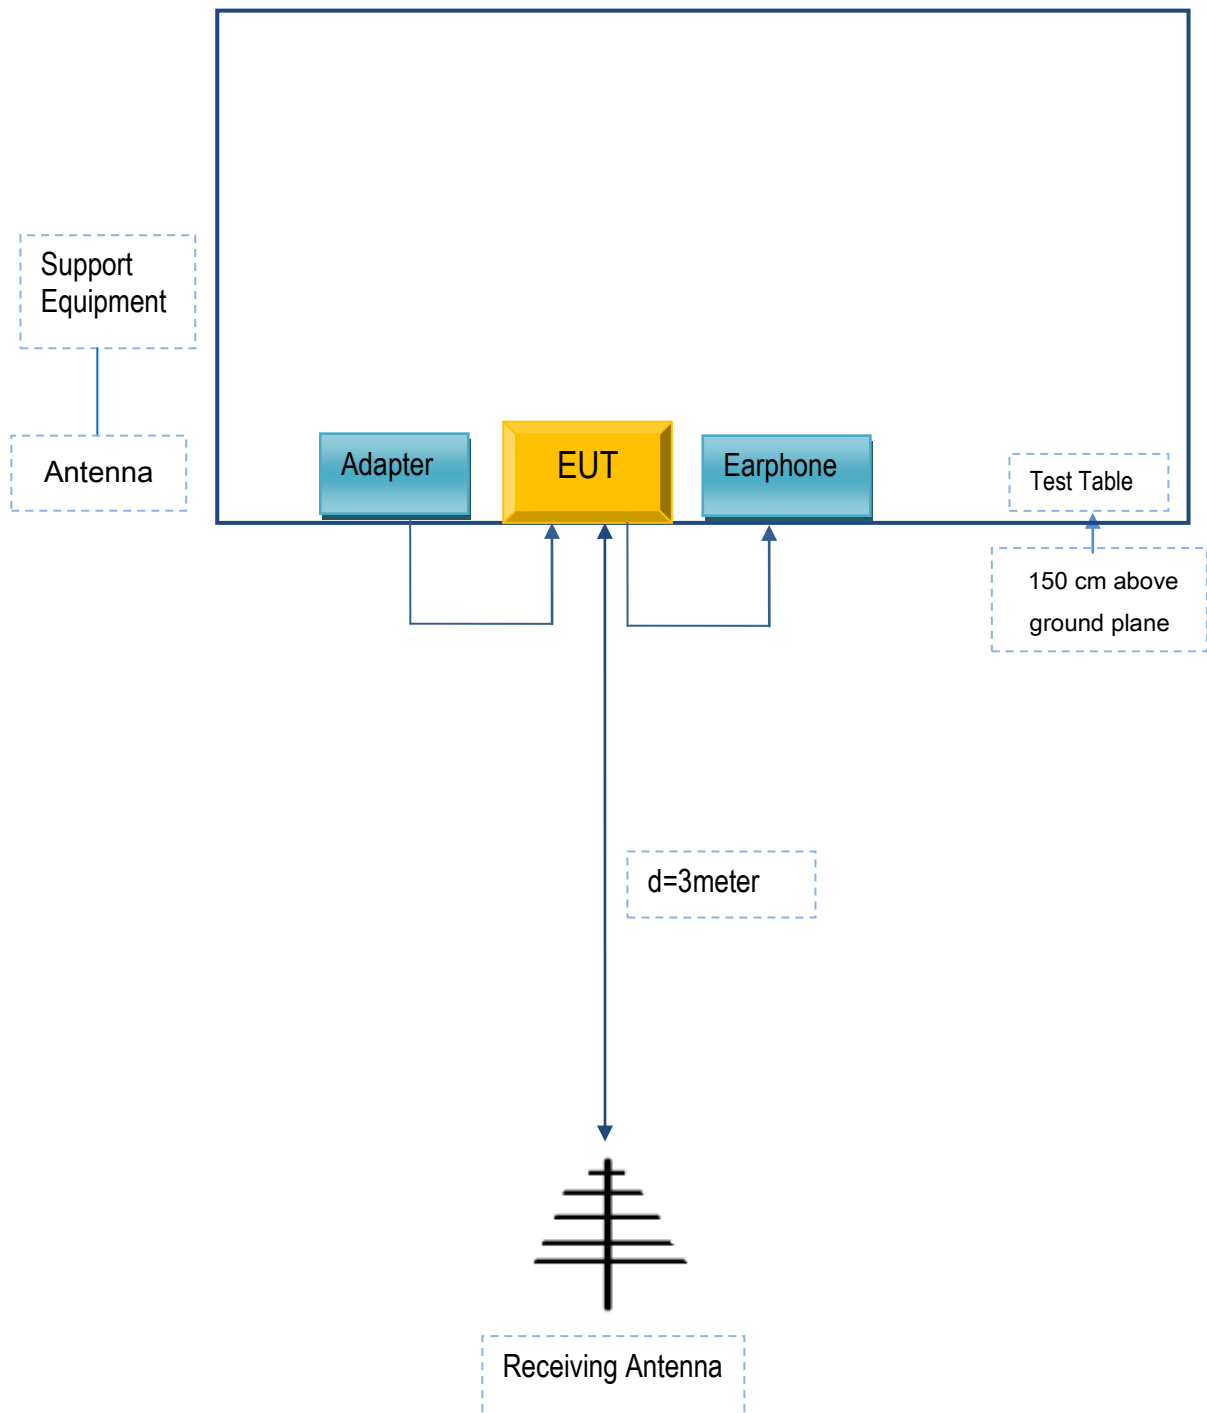 Support
Equipment
Antenna
Adapter
EUT
Earphone
Test Table
150 cm above
ground plane
d=3meter
Receiving Antenna